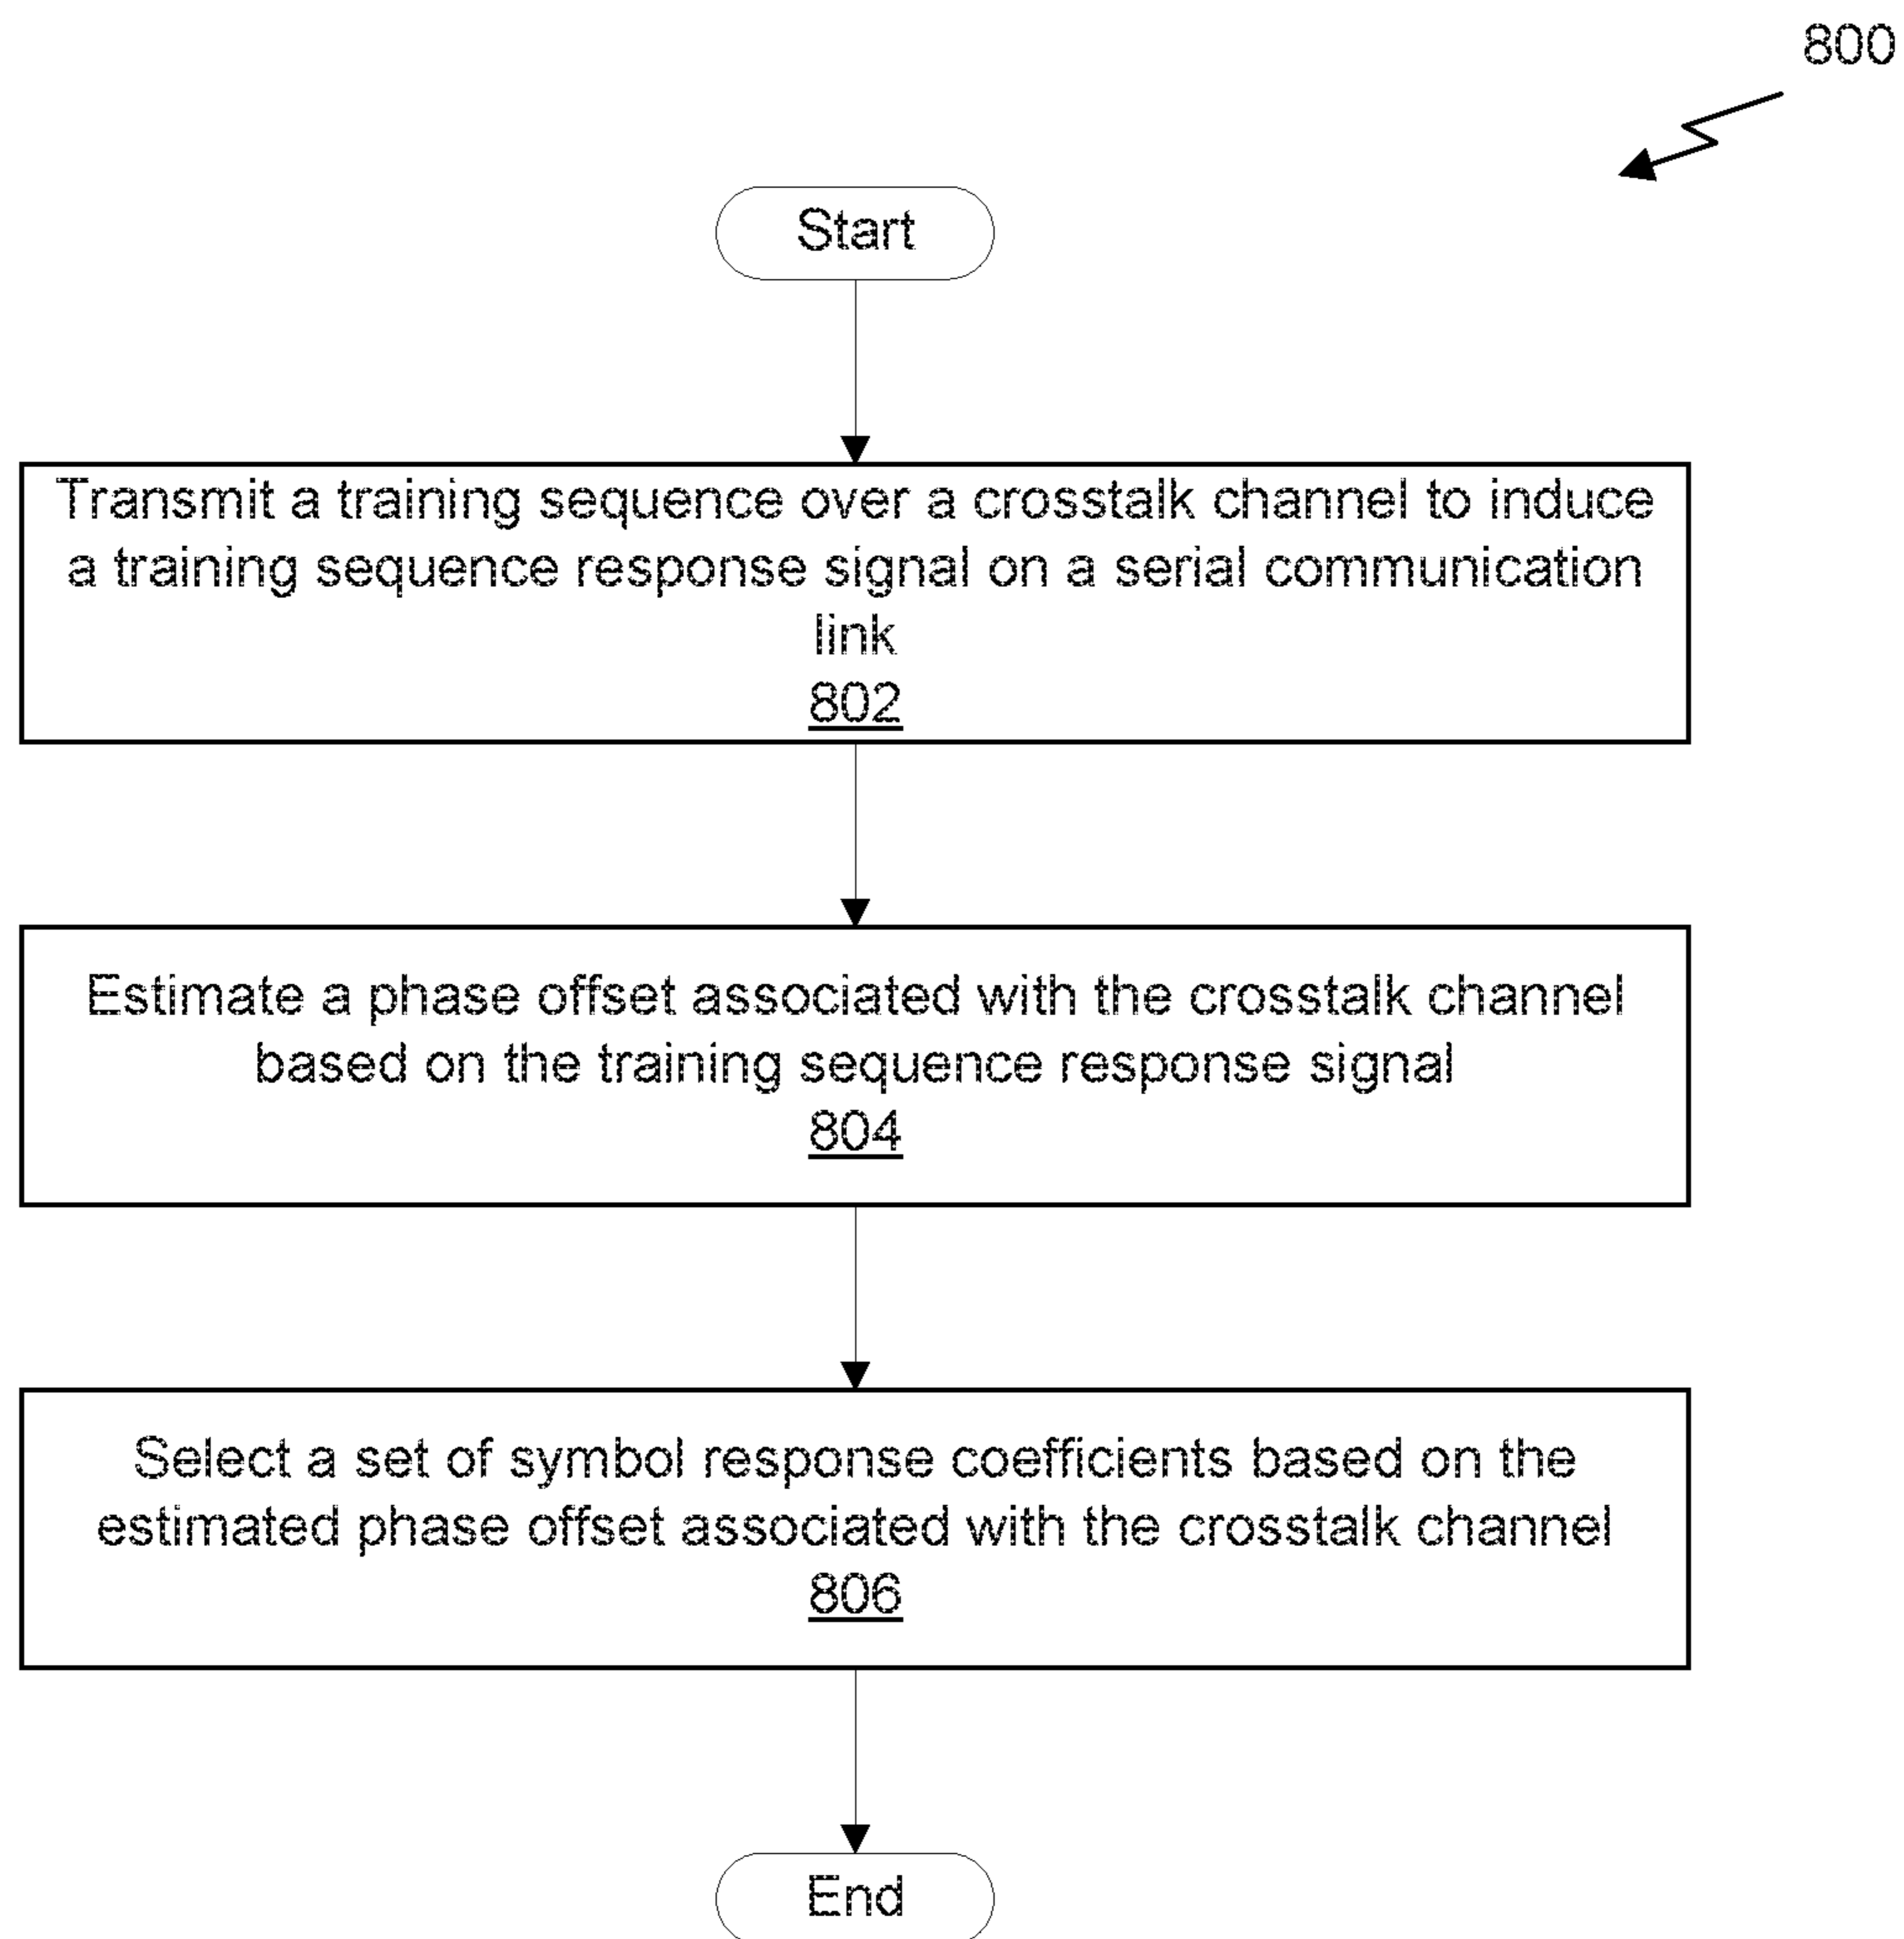 800
Start
Transmit a training sequence over a crosstalk channel to induce
a training sequence response signal on a serial communication
link
802
Estimate a phase offset associated with the crosstalk channel
based on the training sequence response signal
804
Select a set of symbol response coefficients based on the
estimated phase offset associated with the crosstalk channel
806
End